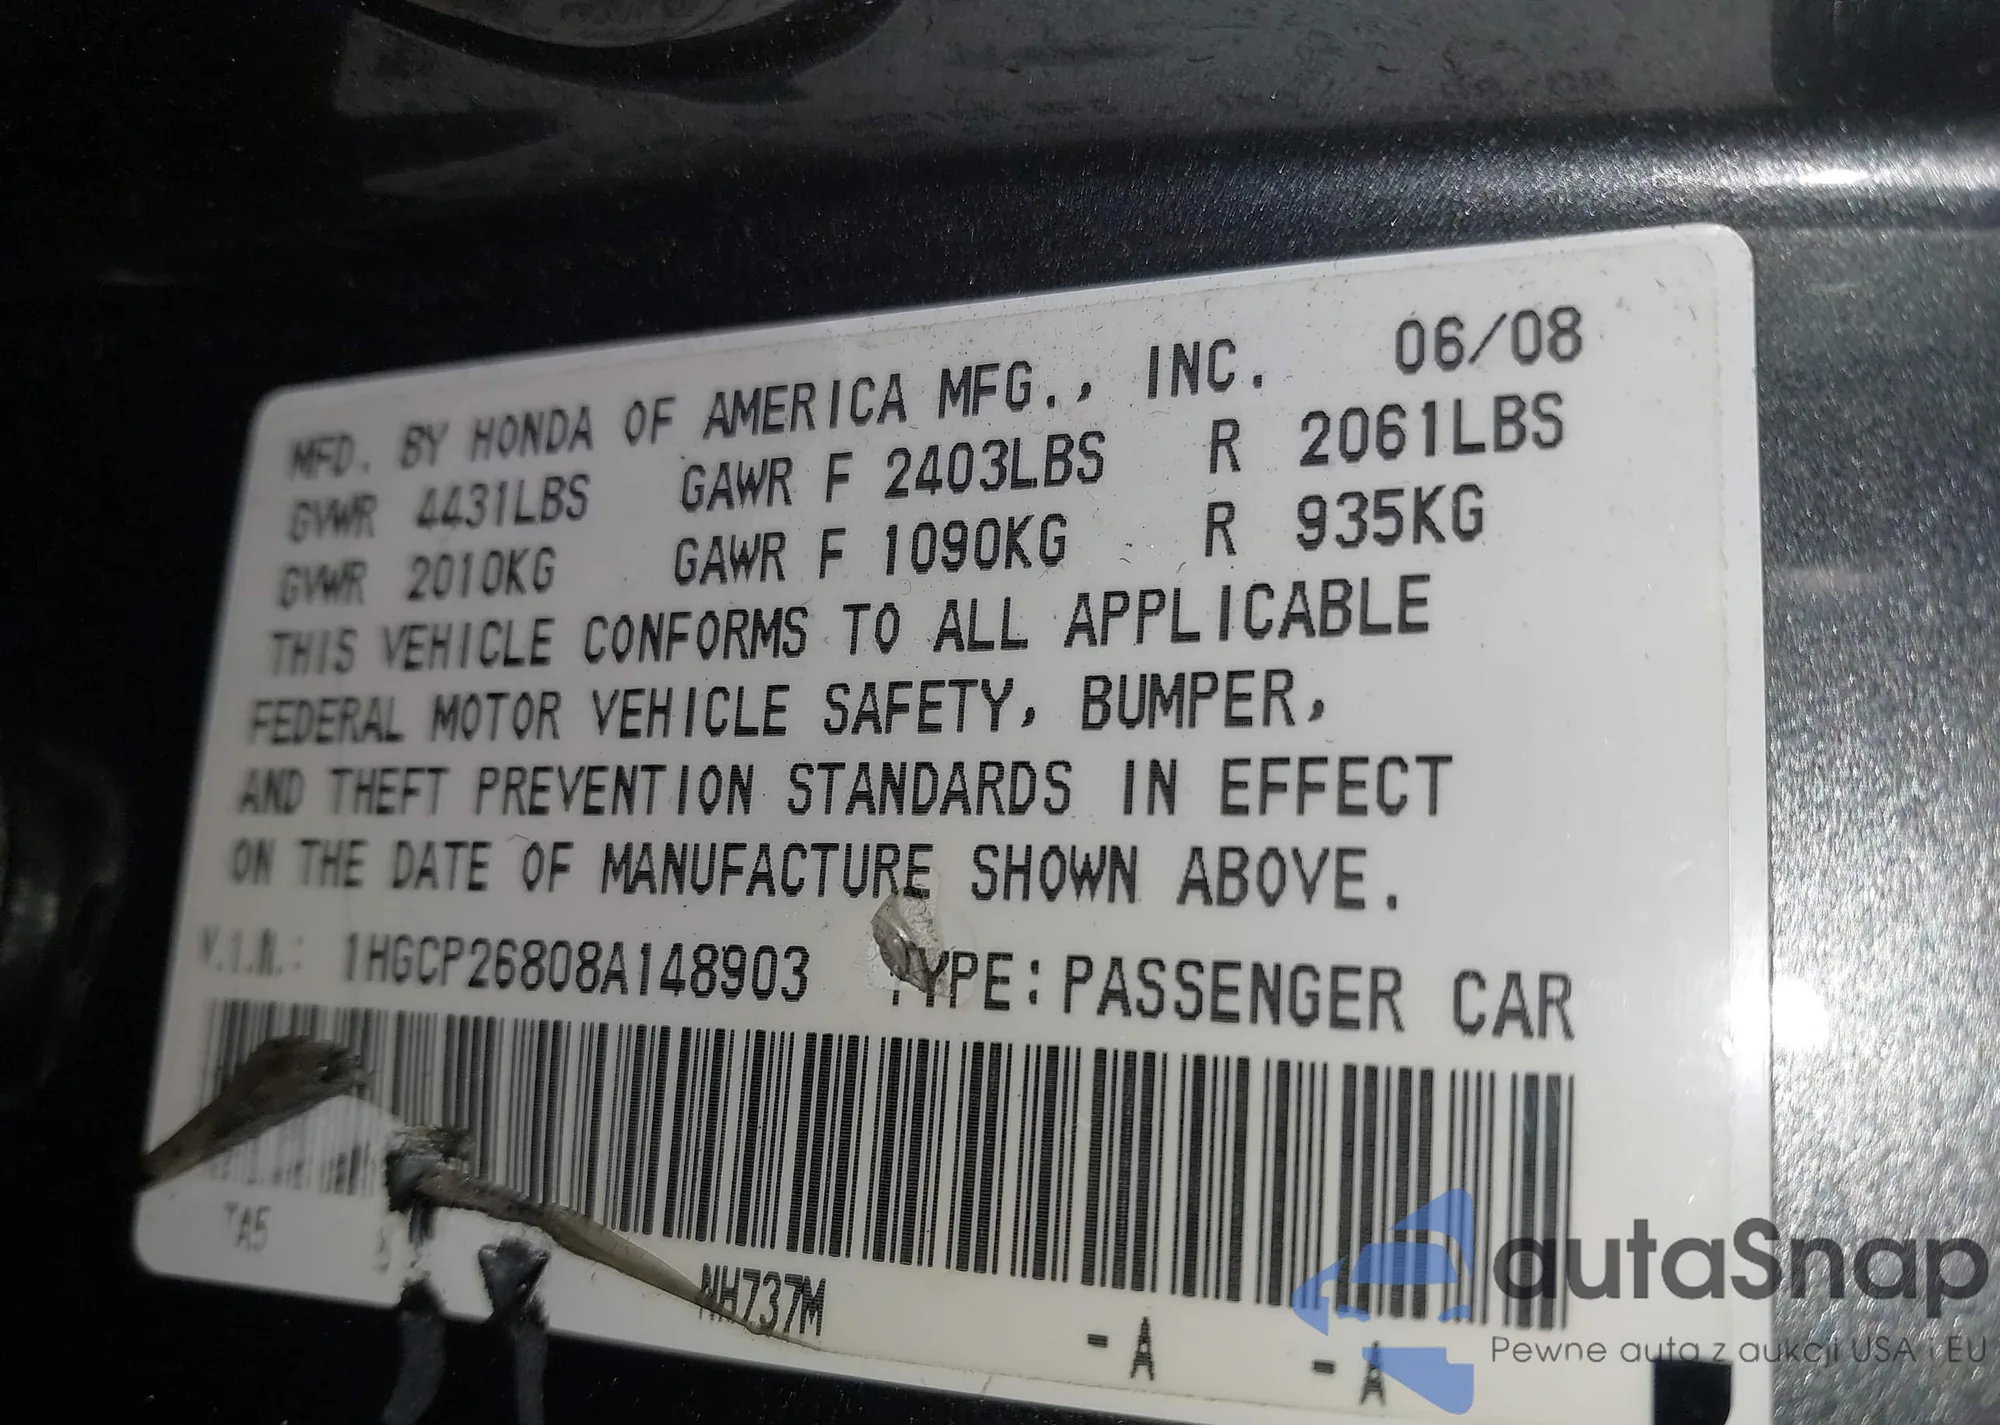 MFD. BY HONDA OF AMERICA MFG., INC. 06/08
GVWR 4431LBS GAWR F 2403LBS R 2061LBS
GVWR 2010KG GAWR F 1090KG R 935KG
THIS VEHICLE CONFORMS TO ALL APPLICABLE
FEDERAL MOTOR VEHICLE SAFETY, BUMPER,
AND THEFT PREVENTION STANDARDS IN EFFECT
ON THE DATE OF MANUFACTURE SHOWN ABOVE.
V.I.N.: 1HGCP26808A148903 TYPE: PASSENGER CAR
TA5 NH737M -A -A
autaSnap
Pewne auta z aukcji USA i EU